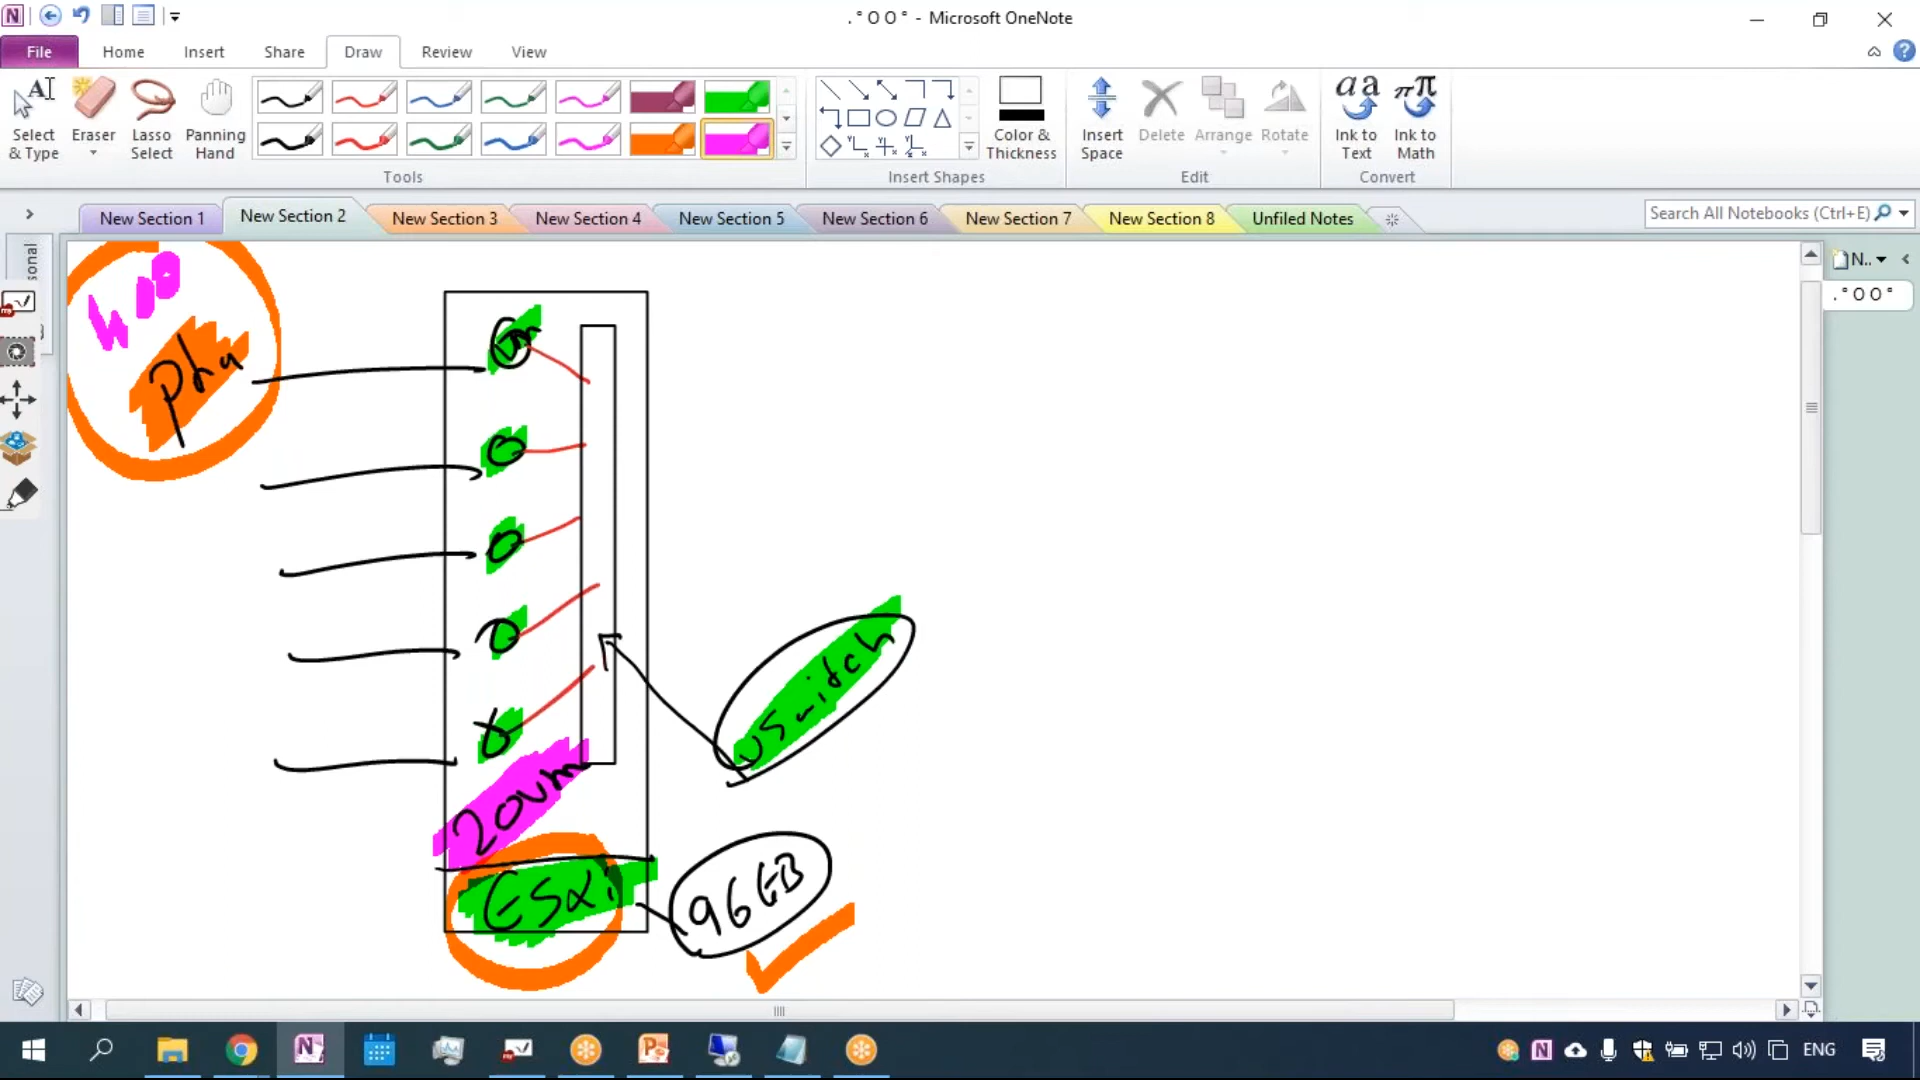 . ° O O ° - Microsoft OneNote
File
Home
Insert
Share
Draw
Review
View
Select & Type
Eraser
Lasso Select
Panning Hand
Color & Thickness
Insert Space
Delete
Arrange
Rotate
Ink to Text
Ink to Math
Tools
Insert Shapes
Edit
Convert
New Section 1
New Section 2
New Section 3
New Section 4
New Section 5
New Section 6
New Section 7
New Section 8
Unfiled Notes
Search All Notebooks (Ctrl+E)
sonal
N..
. ° O O °
vSwitch
20vm
ESXi
96GB
ENG